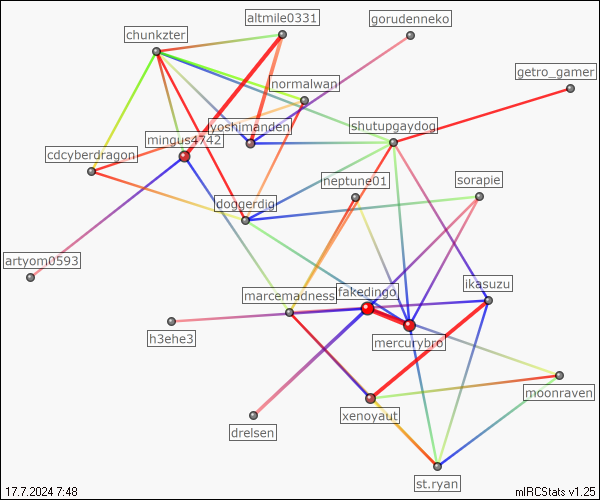 altmile0331
gorudenneko
chunkzter
getro_gamer
normalwan
yoshimanden
shutupgaydog
mingus4742
cdcyberdragon
neptune01
sorapie
doggerdig
artyom0593
ikasuzu
marcemadness
fakedingo
h3ehe3
mercurybro
moonraven
xenoyaut
drelsen
st.ryan
17.7.2024 7:48
mIRCStats v1.25